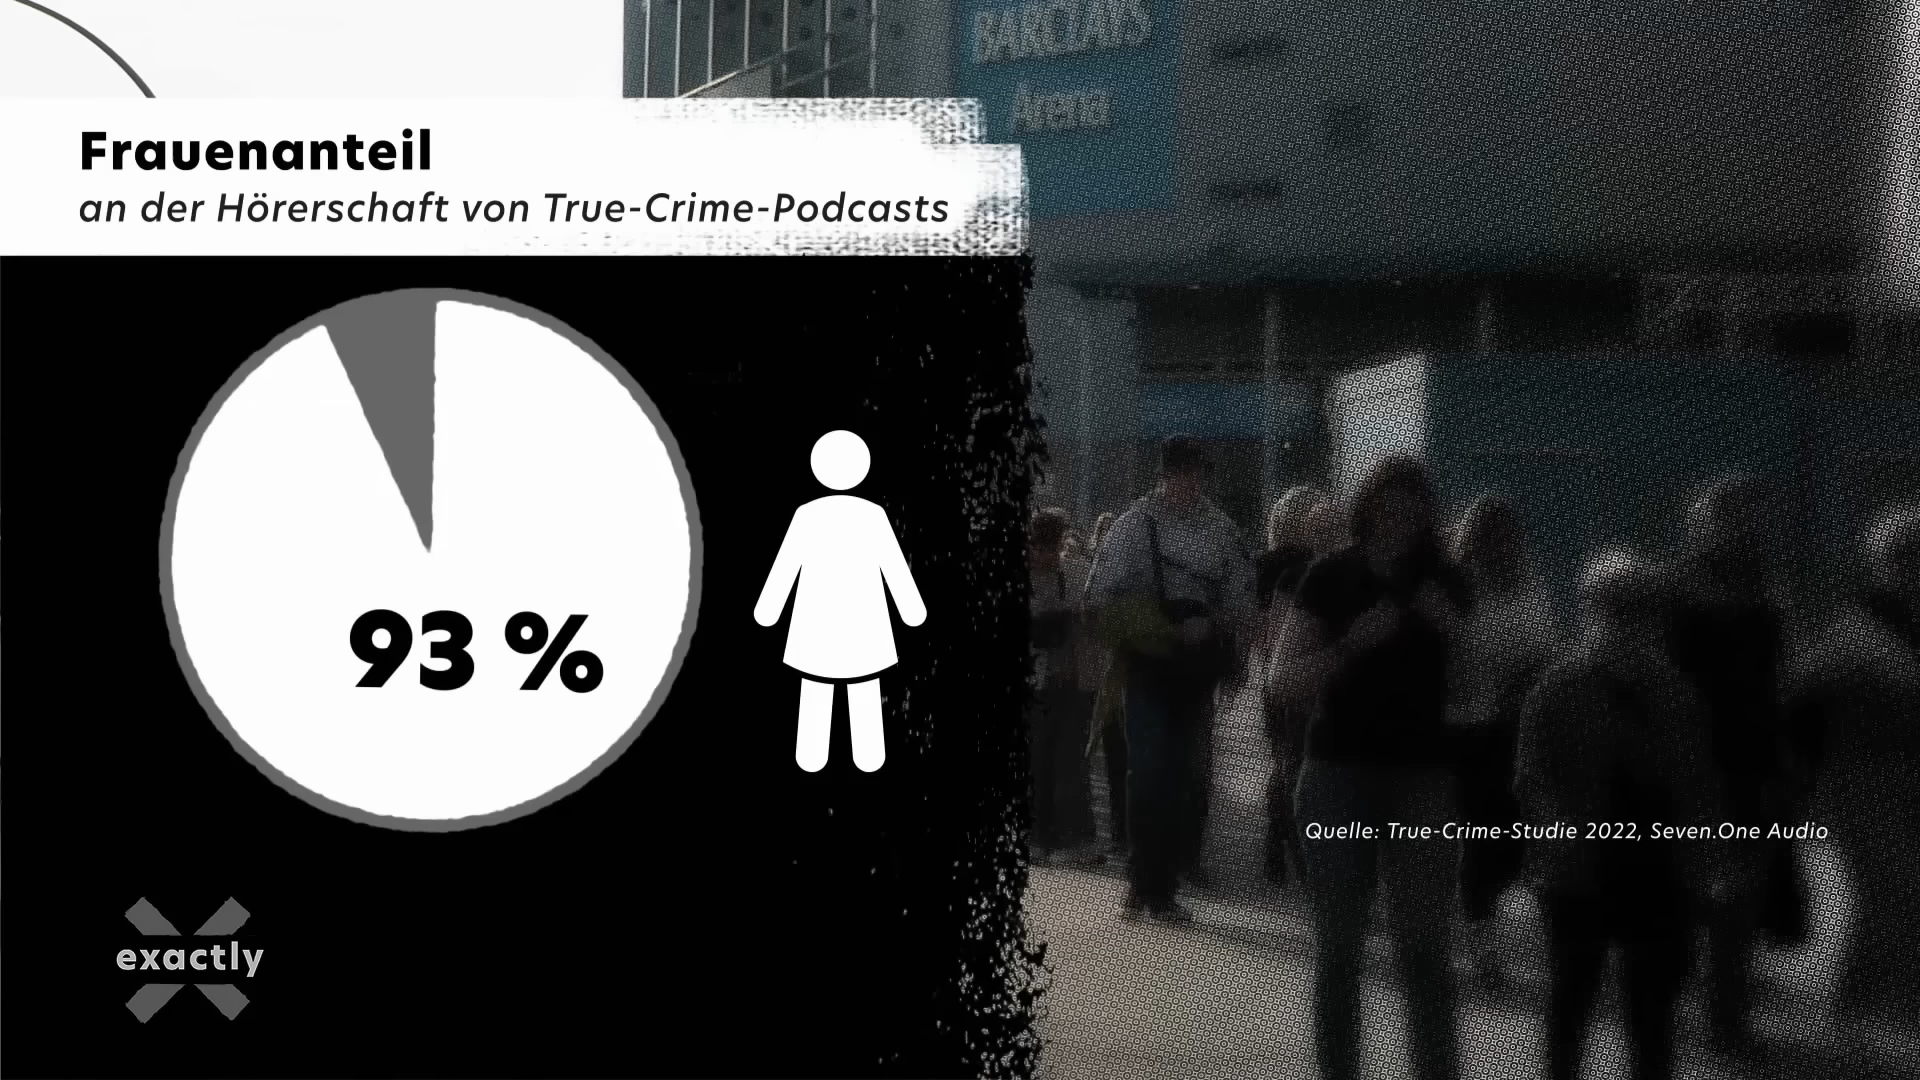 BARCLAYS
Arena
Frauenanteil
an der Hörerschaft von True-Crime-Podcasts
93 %
Quelle: True-Crime-Studie 2022, Seven.One Audio
exactly